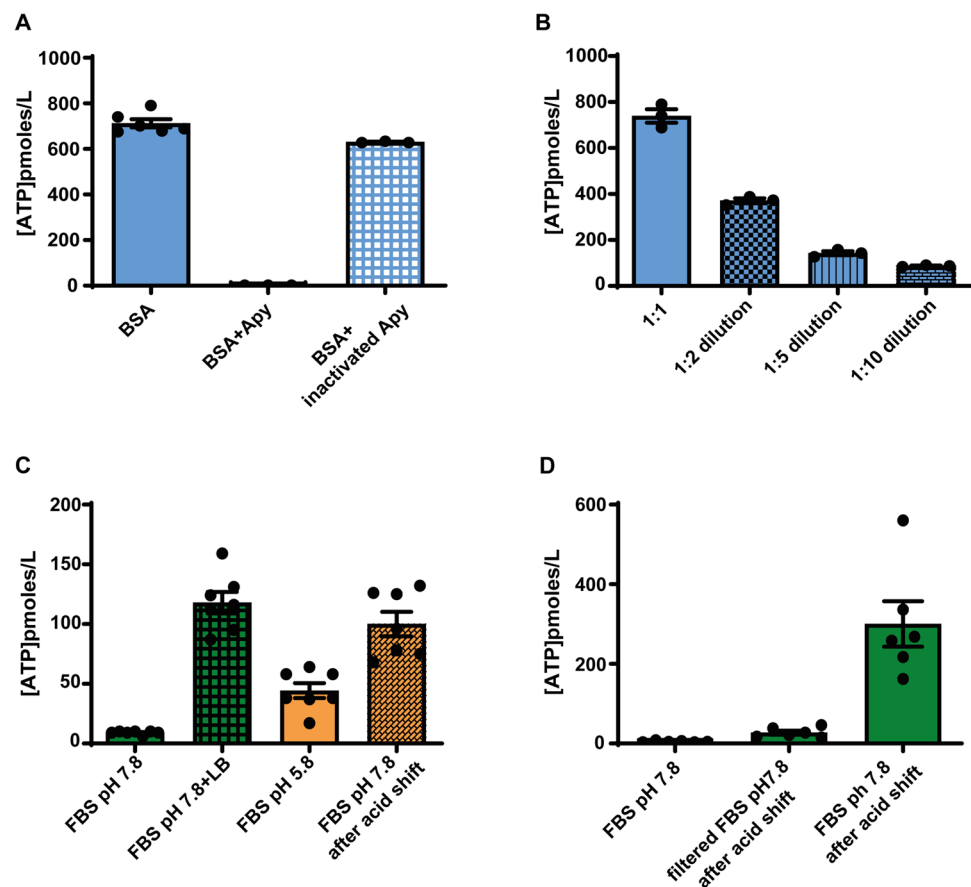 A
[ATP]pmoles/L
1000
800
600
400
200
0
BSA
BSA+Apy
BSA+
inactivated Apy
B
[ATP]pmoles/L
1000
800
600
400
200
0
1:1
1:2 dilution
1:5 dilution
1:10 dilution
C
[ATP]pmoles/L
200
150
100
50
0
FBS pH 7.8
FBS pH 7.8+LB
FBS pH 5.8
FBS pH 7.8
after acid shift
D
[ATP]pmoles/L
600
400
200
0
FBS pH 7.8
filtered FBS pH7.8
after acid shift
FBS ph 7.8
after acid shift